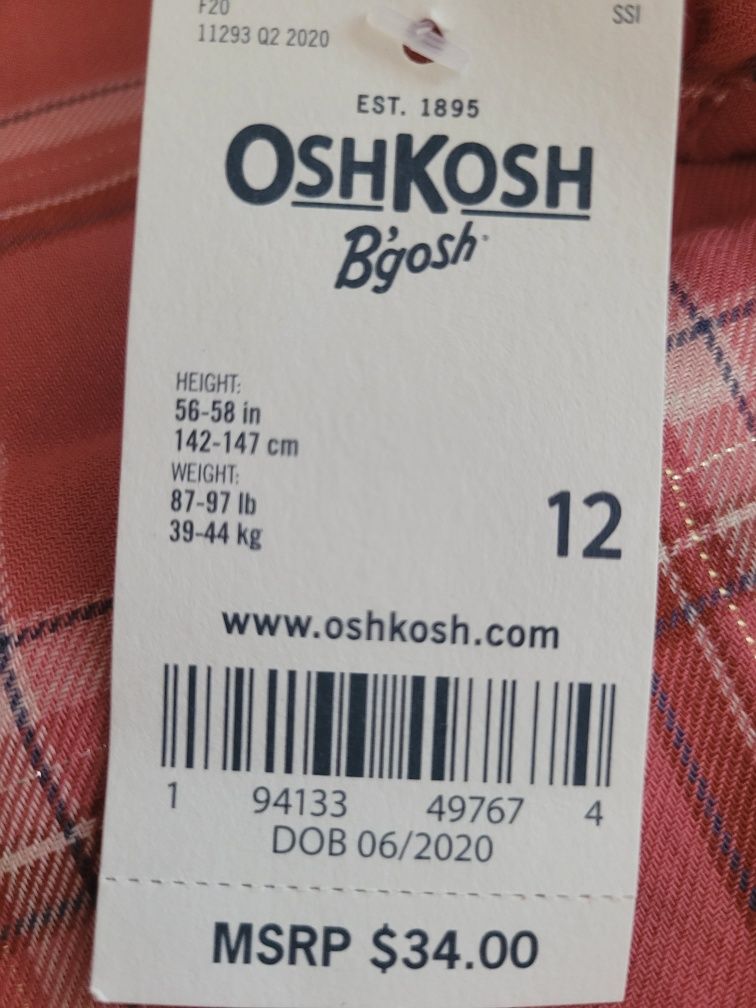 F20
SSI
11293 Q2 2020
EST. 1895
OSHKOSH
B'gosh
HEIGHT:
56-58 in
142-147 cm
WEIGHT:
87-97 lb
39-44 kg
12
www.oshkosh.com
1 94133 49767 4
DOB 06/2020
MSRP $34.00